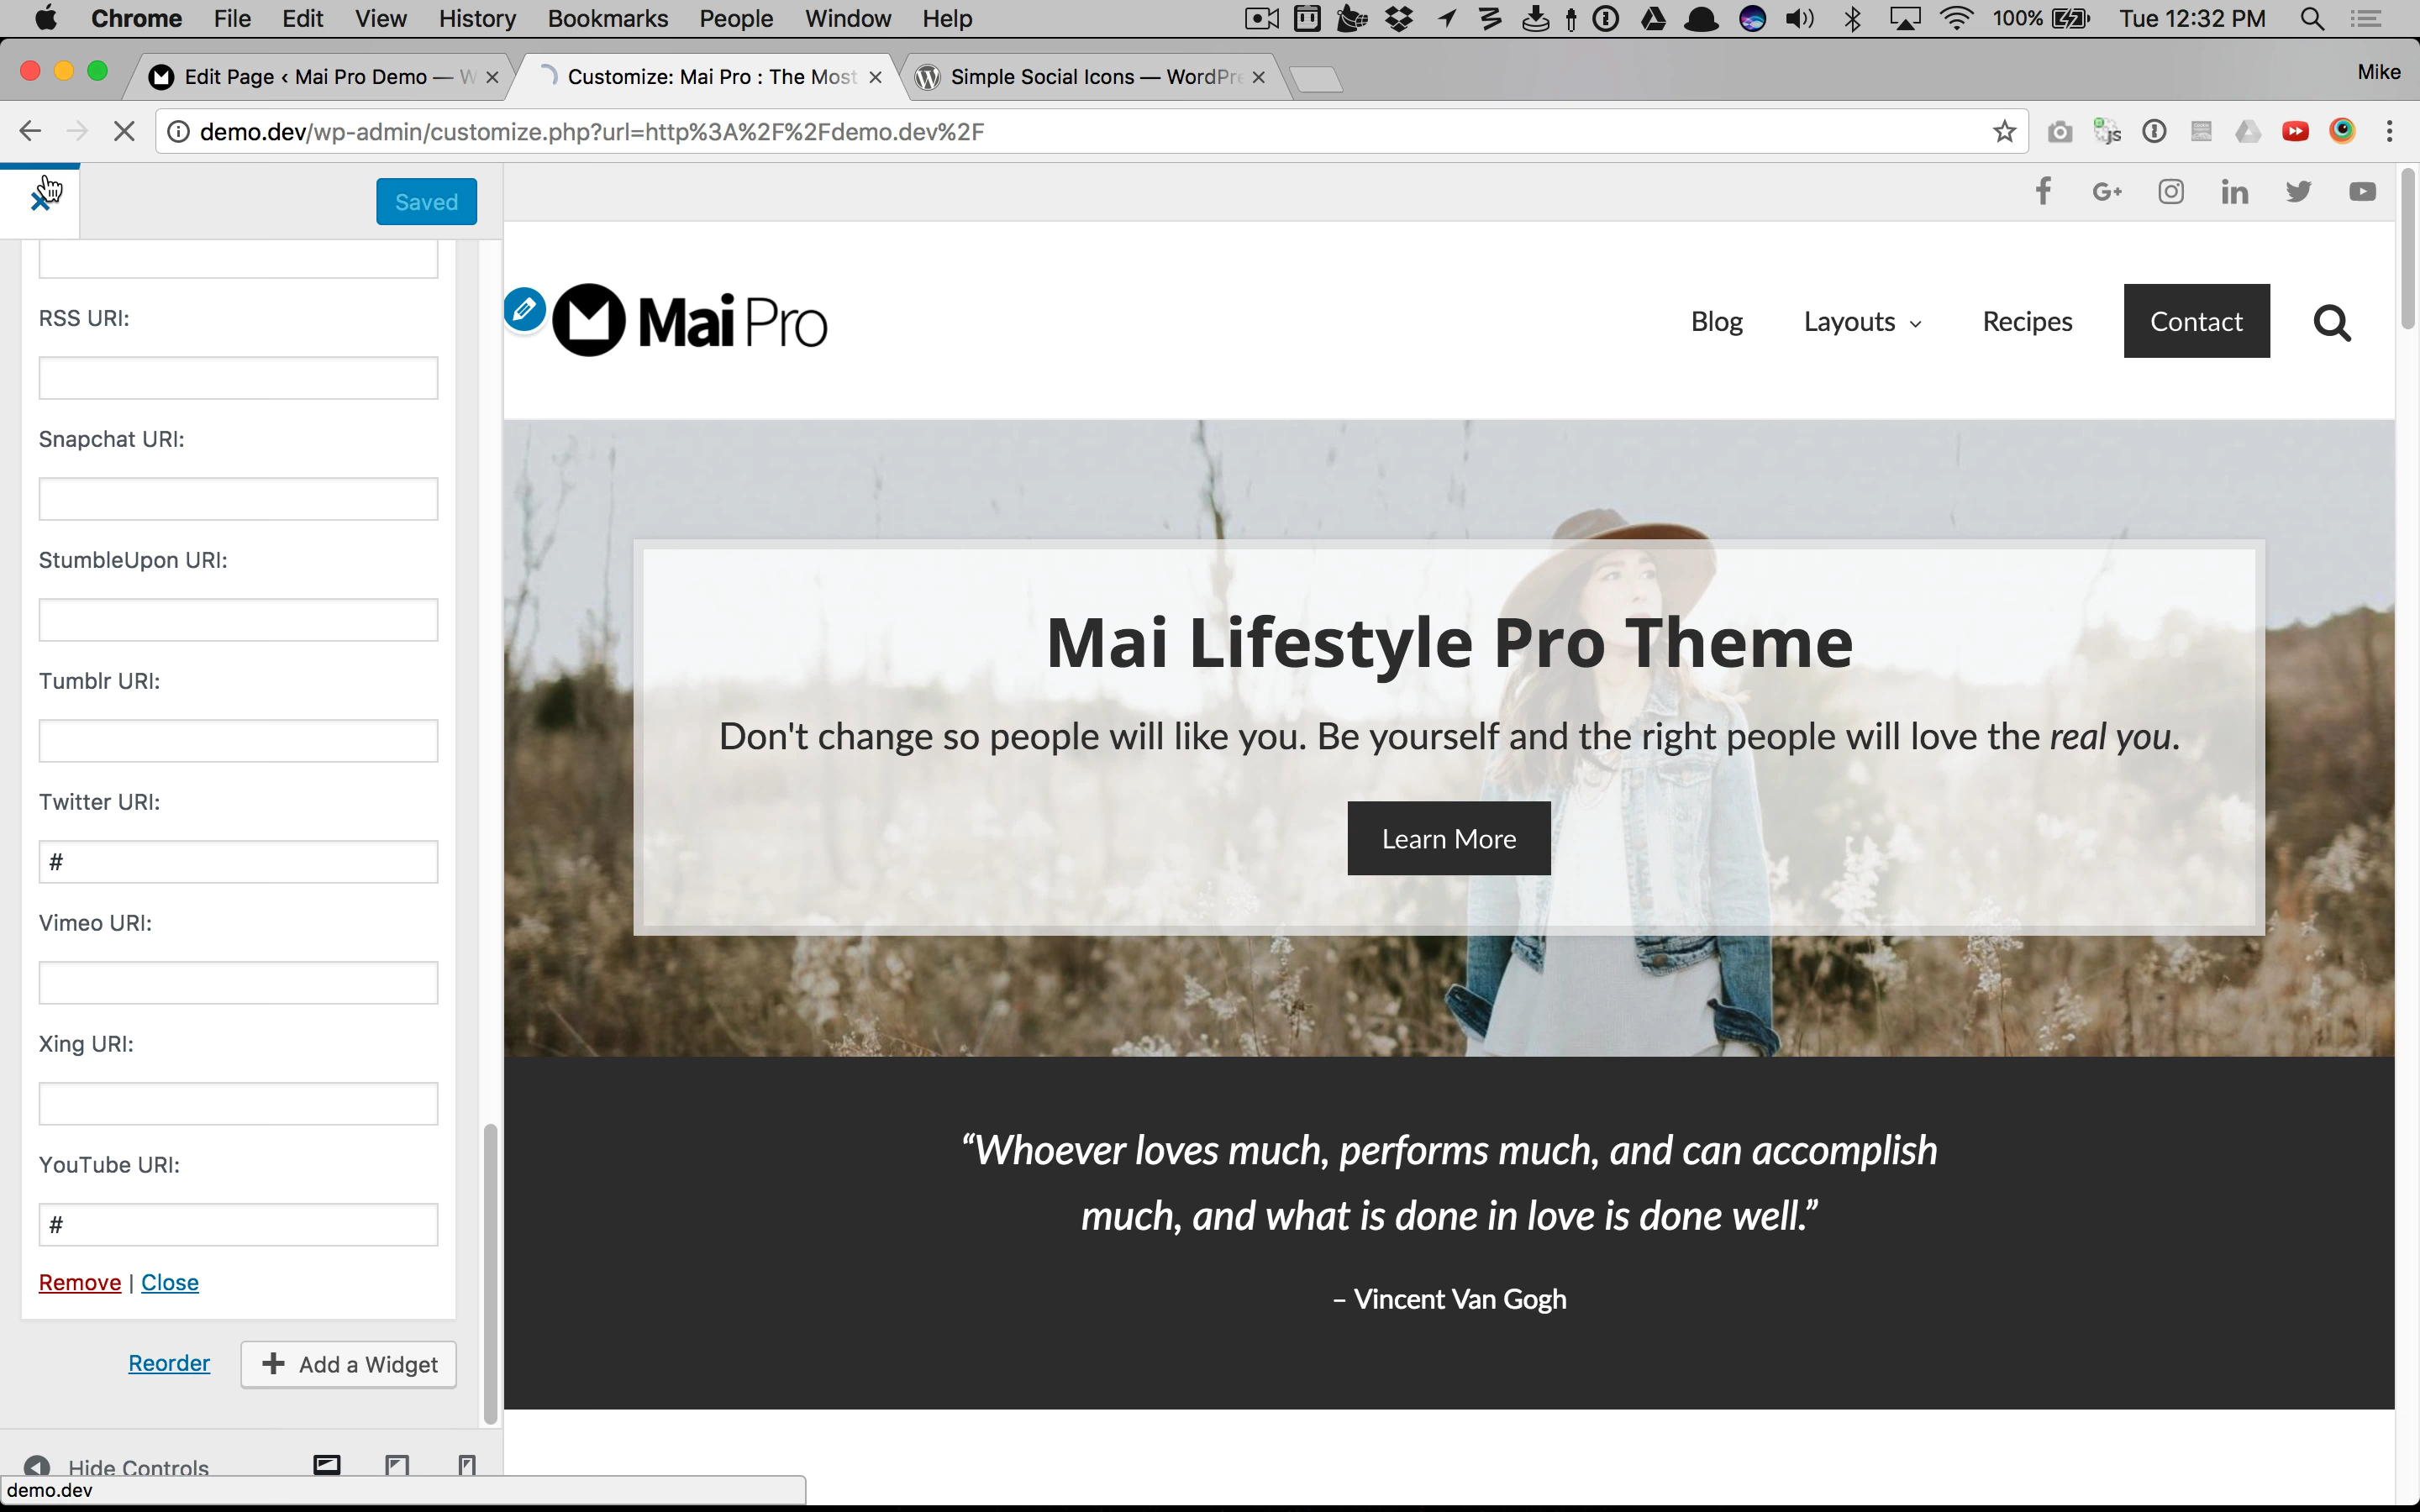 Chrome File Edit View History Bookmarks People Window Help 100% Tue 12:32 PM
Edit Page ‹ Mai Pro Demo — W
Customize: Mai Pro : The Most
Simple Social Icons — WordPre
Mike
demo.dev/wp-admin/customize.php?url=http%3A%2F%2Fdemo.dev%2F
Saved
RSS URI:
Snapchat URI:
StumbleUpon URI:
Tumblr URI:
Twitter URI:
#
Vimeo URI:
Xing URI:
YouTube URI:
#
Remove | Close
Reorder
Add a Widget
Hide Controls
demo.dev
Mai Pro
Blog
Layouts
Recipes
Contact
Mai Lifestyle Pro Theme
Don't change so people will like you. Be yourself and the right people will love the real you.
Learn More
“Whoever loves much, performs much, and can accomplish
much, and what is done in love is done well.”
– Vincent Van Gogh